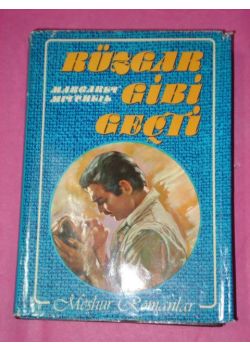 RÜZGAR
MARGARET
MITCHELL
GİBİ
GEÇTİ
Meşhur Romanlar